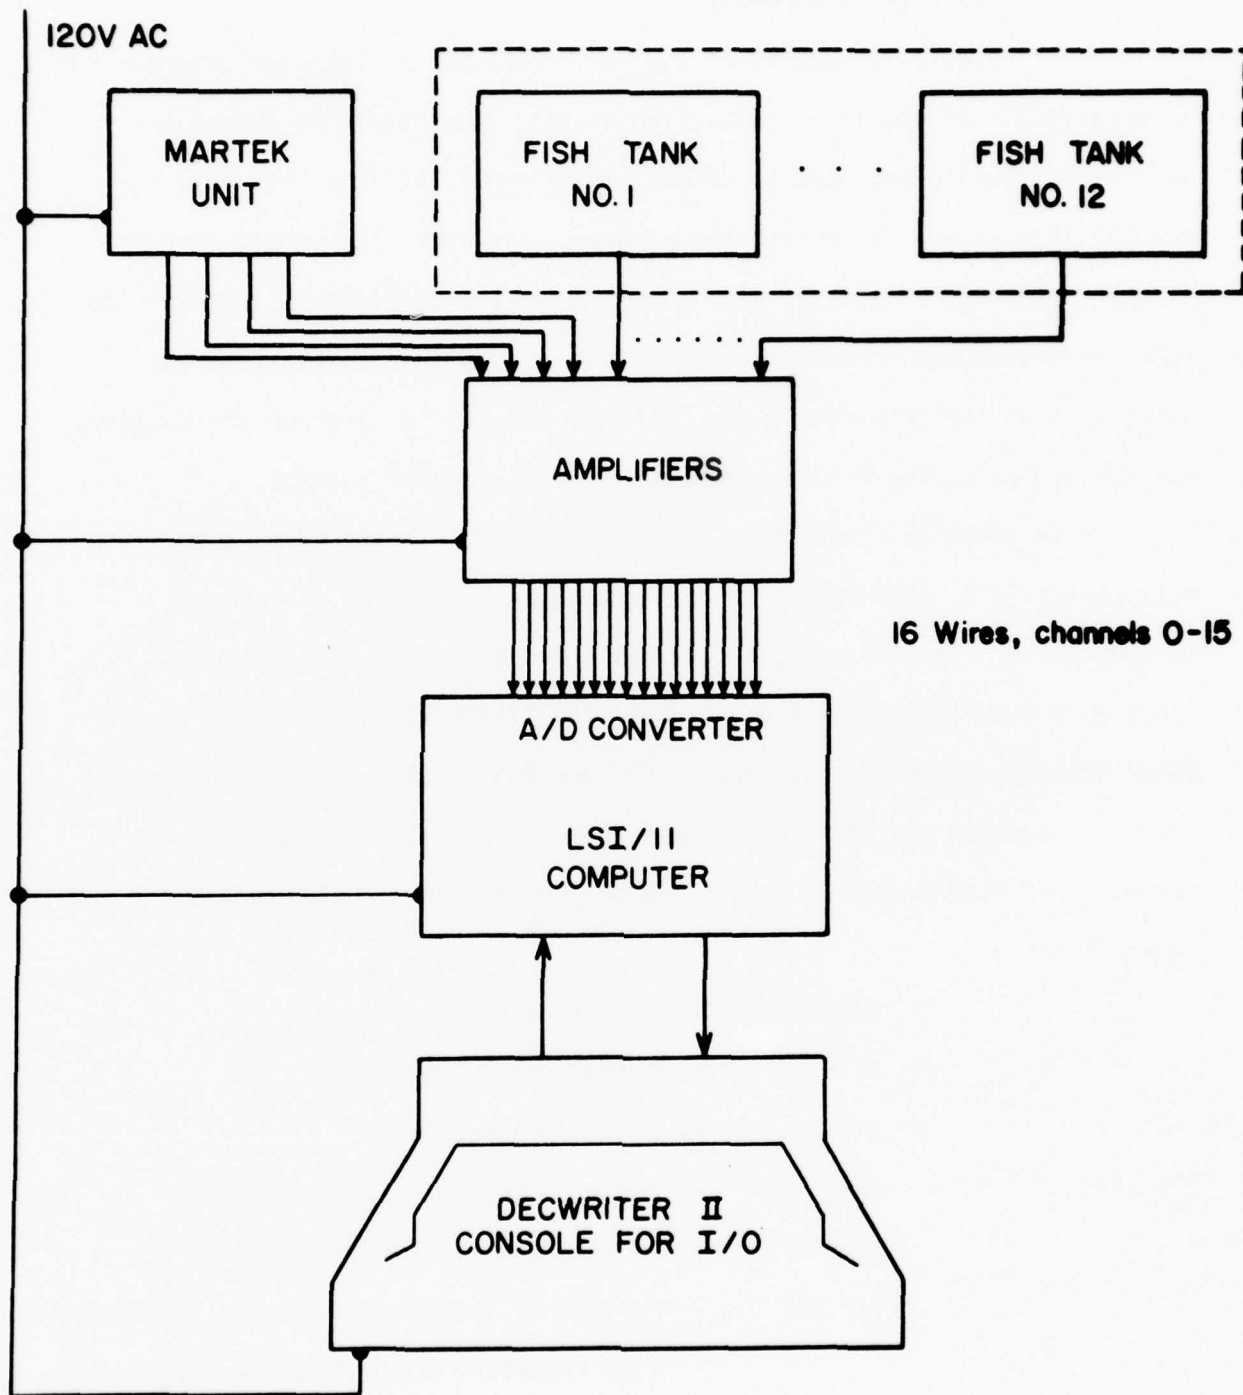 120V AC
MARTEK
UNIT
FISH TANK
NO. 1
. . . .
FISH TANK
NO. 12
. . . . . .
AMPLIFIERS
16 Wires, channels 0-15
A/D CONVERTER
LSI/11
COMPUTER
DECWRITER II
CONSOLE FOR I/O